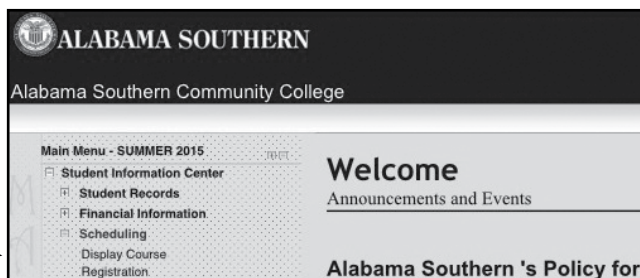 ALABAMA SOUTHERN
Alabama Southern Community College
Main Menu - SUMMER 2015
Student Information Center
Student Records
Financial Information
Scheduling
Display Course
Registration
Welcome
Announcements and Events
Alabama Southern 's Policy for